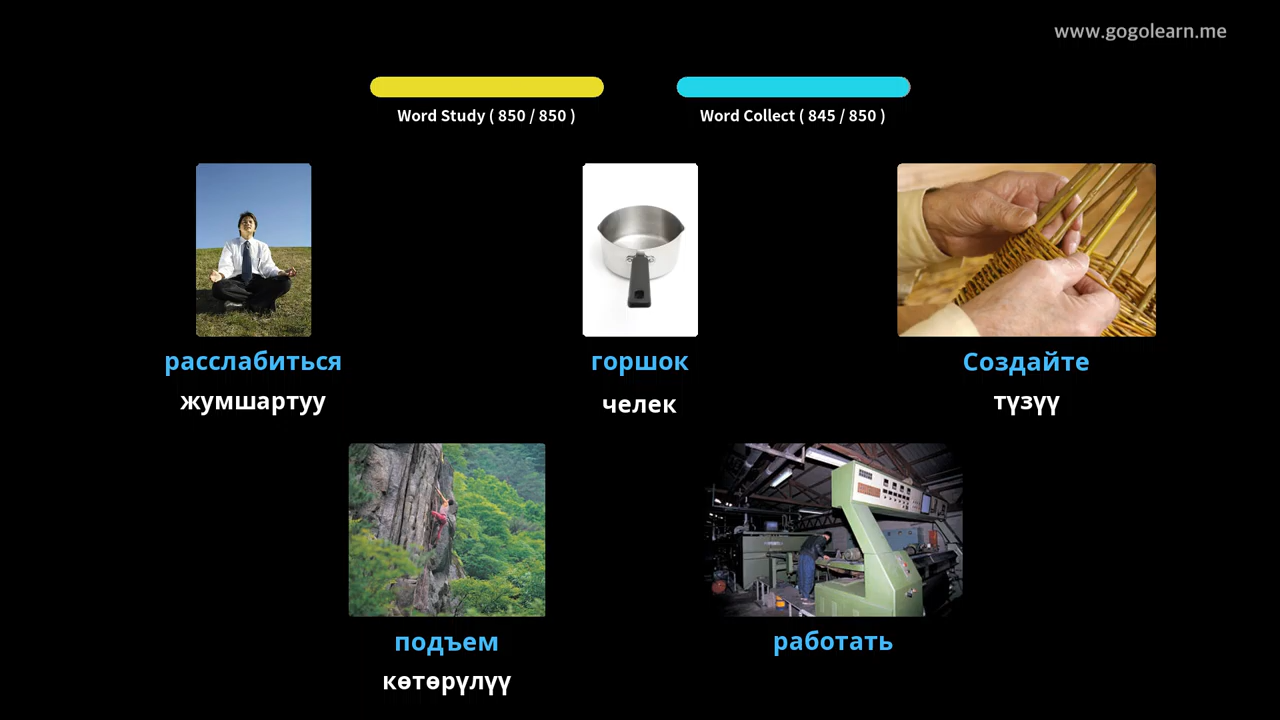 www.gogolearn.me
Word Study ( 850 / 850 )
Word Collect ( 845 / 850 )
расслабиться
жумшартуу
горшок
челек
Создайте
түзүү
подъем
көтөрүлүү
работать